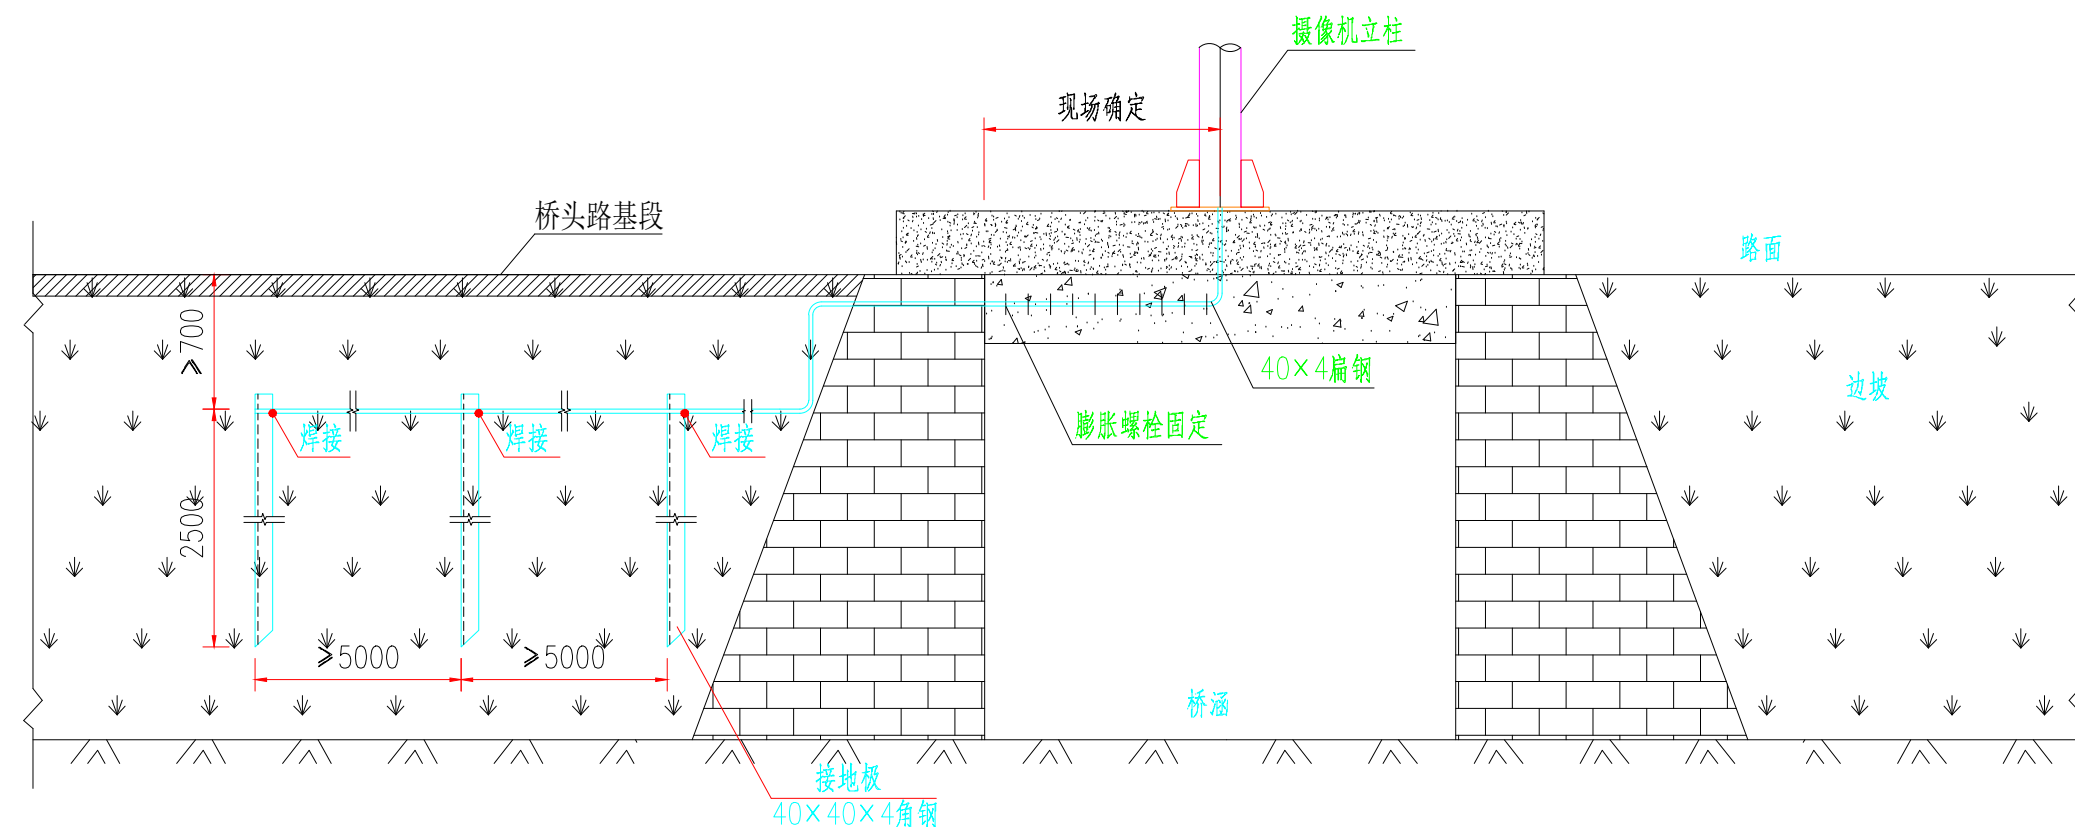 摄像机立柱
现场确定
桥头路基段
路面
≥700
40×4扁钢
边坡
膨胀螺栓固定
焊接
焊接
焊接
2500
≥5000
≥5000
桥涵
接地极
40×40×4角钢